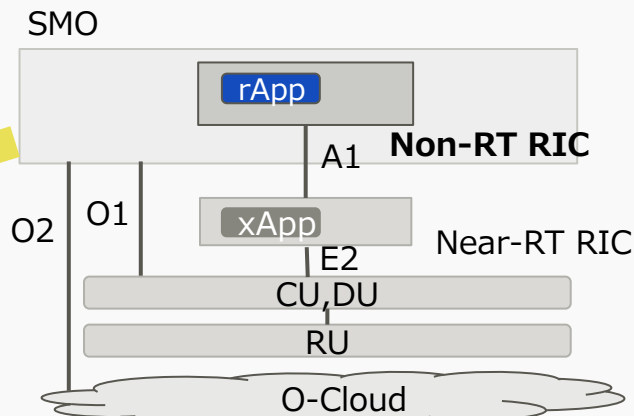 SMO
rApp
Non-RT RIC
A1
O2
O1
xApp
Near-RT RIC
E2
CU,DU
RU
O-Cloud